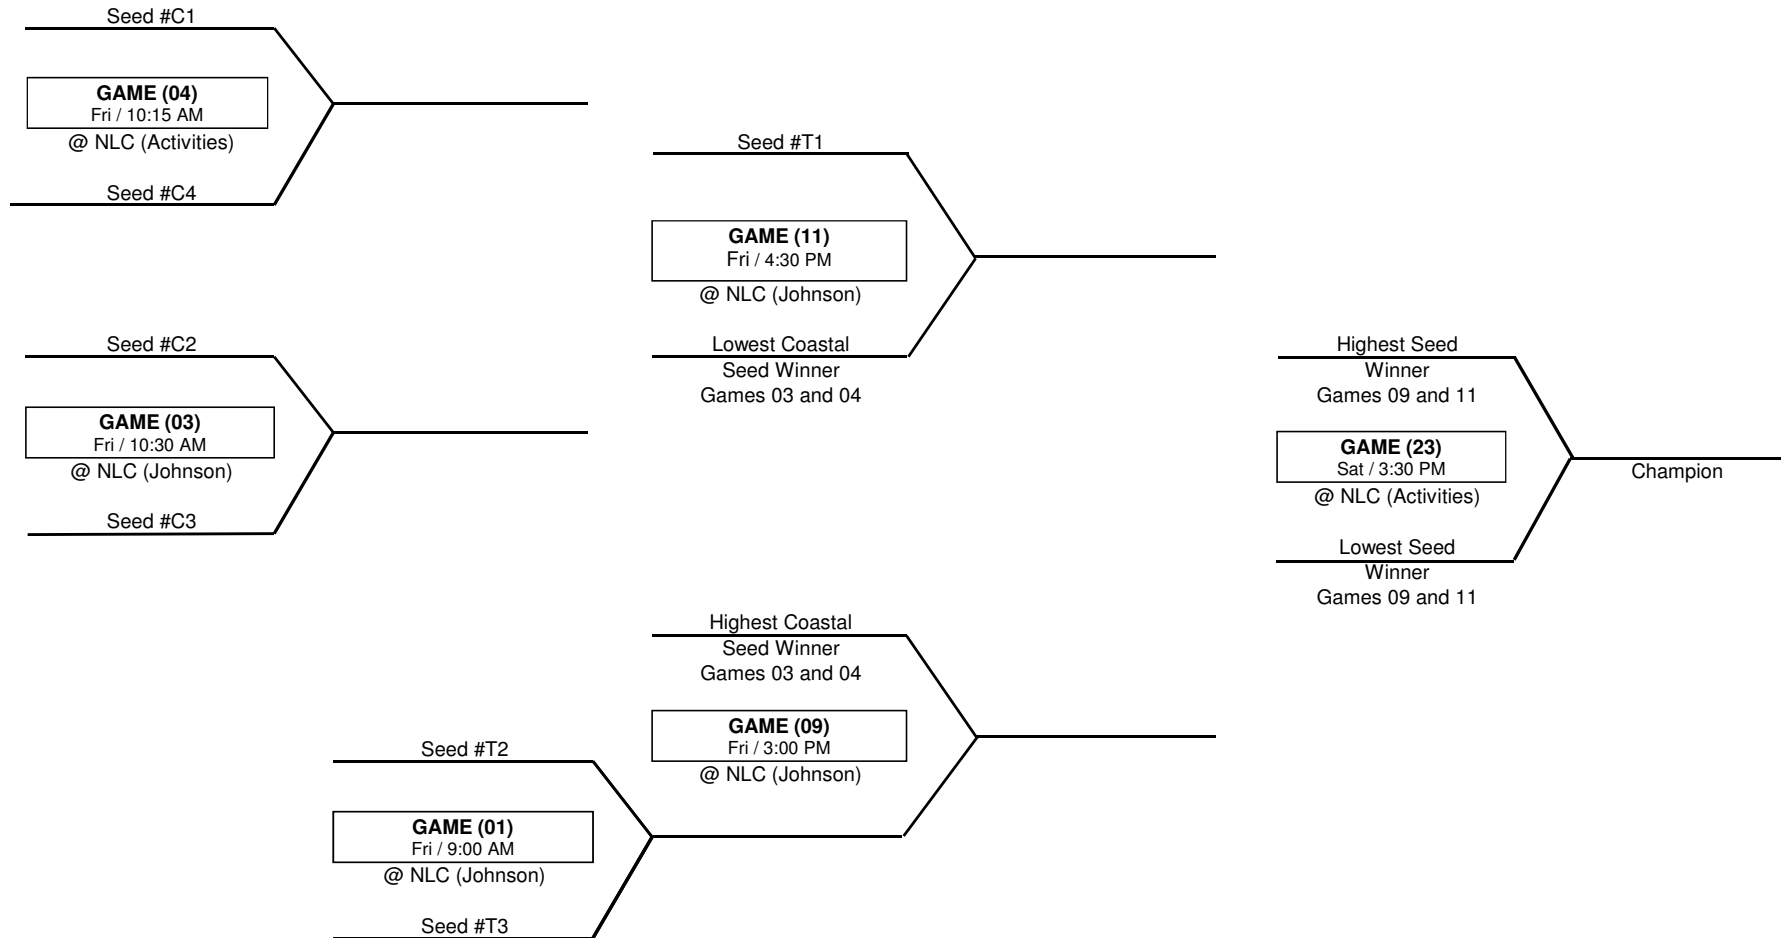 Seed #C1
GAME (04)
Fri / 10:15 AM
@ NLC (Activities)
Seed #C4
Seed #C2
GAME (03)
Fri / 10:30 AM
@ NLC (Johnson)
Seed #C3
Seed #T1
GAME (11)
Fri / 4:30 PM
@ NLC (Johnson)
Lowest Coastal
Seed Winner
Games 03 and 04
Highest Coastal
Seed Winner
Games 03 and 04
GAME (09)
Fri / 3:00 PM
@ NLC (Johnson)
Seed #T2
GAME (01)
Fri / 9:00 AM
@ NLC (Johnson)
Seed #T3
Highest Seed
Winner
Games 09 and 11
GAME (23)
Sat / 3:30 PM
@ NLC (Activities)
Lowest Seed
Winner
Games 09 and 11
Champion